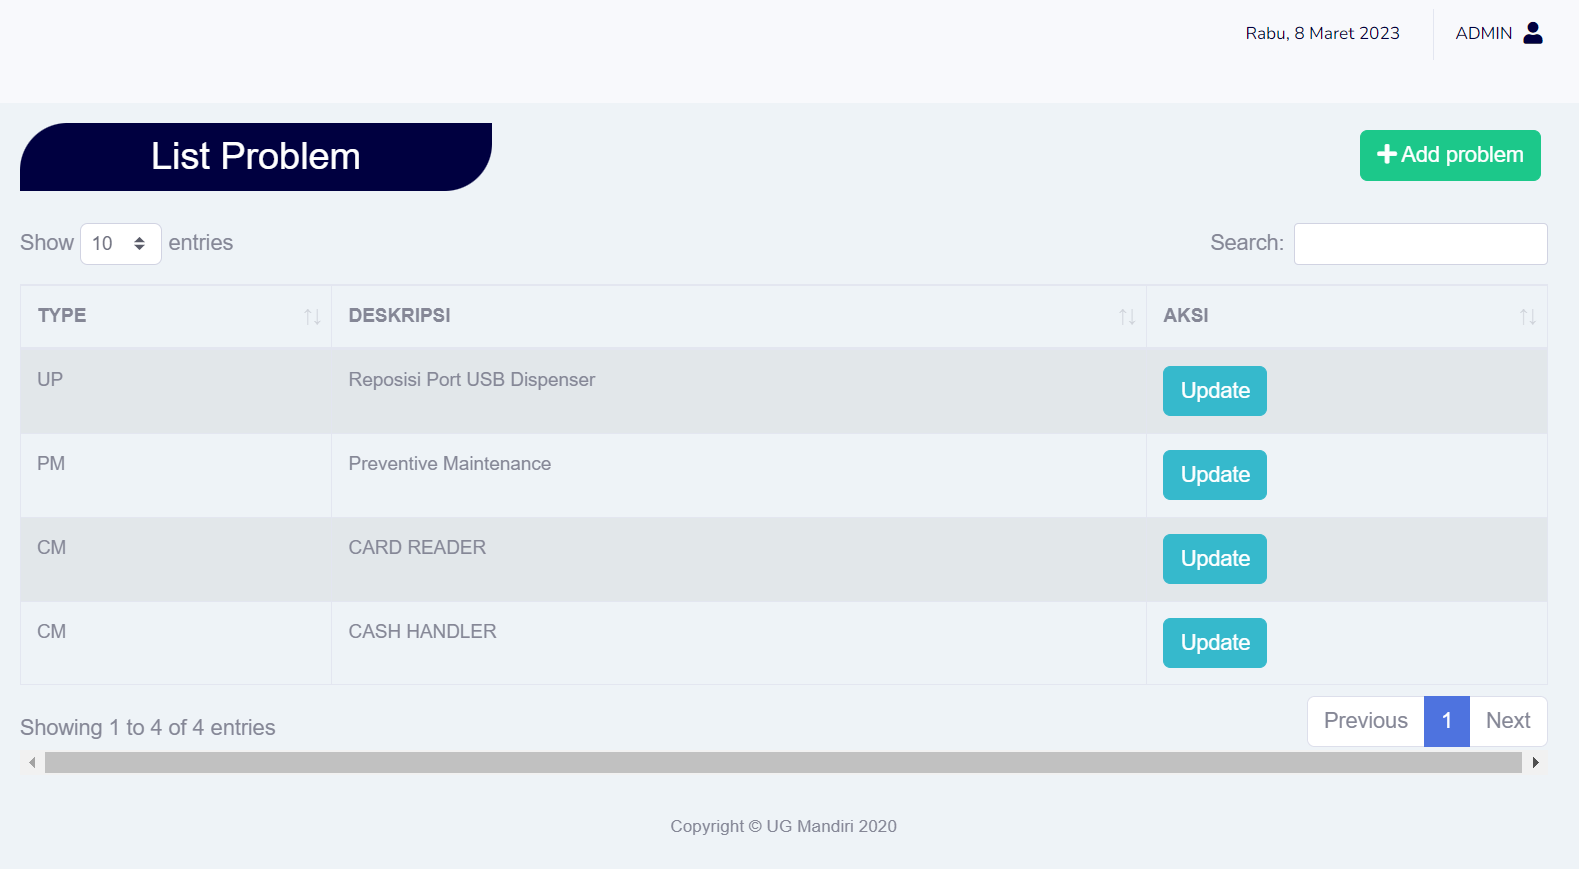 Rabu, 8 Maret 2023 ADMIN
List Problem
Add problem
Show 10 entries
Search:
TYPE DESKRIPSI AKSI
UP Reposisi Port USB Dispenser Update
PM Preventive Maintenance Update
CM CARD READER Update
CM CASH HANDLER Update
Showing 1 to 4 of 4 entries
Previous 1 Next
Copyright © UG Mandiri 2020